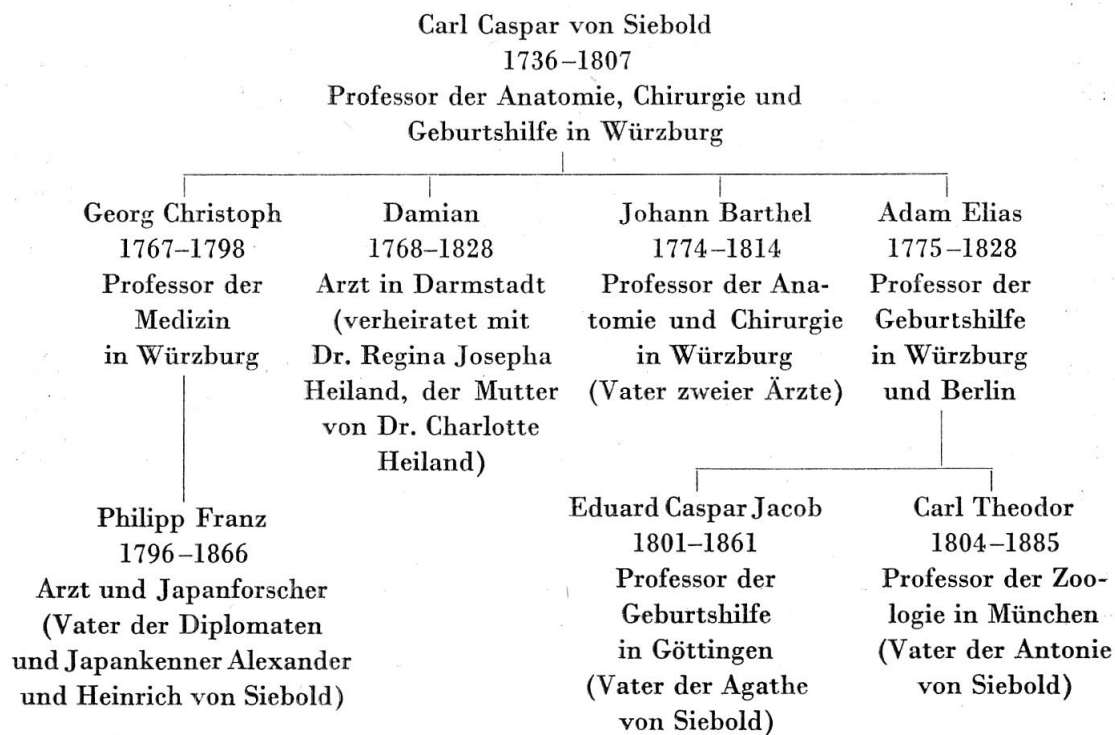 Carl Caspar von Siebold
1736–1807
Professor der Anatomie, Chirurgie und
Geburtshilfe in Würzburg
Georg Christoph
1767–1798
Professor der
Medizin
in Würzburg
Damian
1768–1828
Arzt in Darmstadt
(verheiratet mit
Dr. Regina Josepha
Heiland, der Mutter
von Dr. Charlotte
Heiland)
Johann Barthel
1774–1814
Professor der Ana-
tomie und Chirurgie
in Würzburg
(Vater zweier Ärzte)
Adam Elias
1775–1828
Professor der
Geburtshilfe
in Würzburg
und Berlin
Philipp Franz
1796–1866
Arzt und Japanforscher
(Vater der Diplomaten
und Japankenner Alexander
und Heinrich von Siebold)
Eduard Caspar Jacob
1801–1861
Professor der
Geburtshilfe
in Göttingen
(Vater der Agathe
von Siebold)
Carl Theodor
1804–1885
Professor der Zoo-
logie in München
(Vater der Antonie
von Siebold)